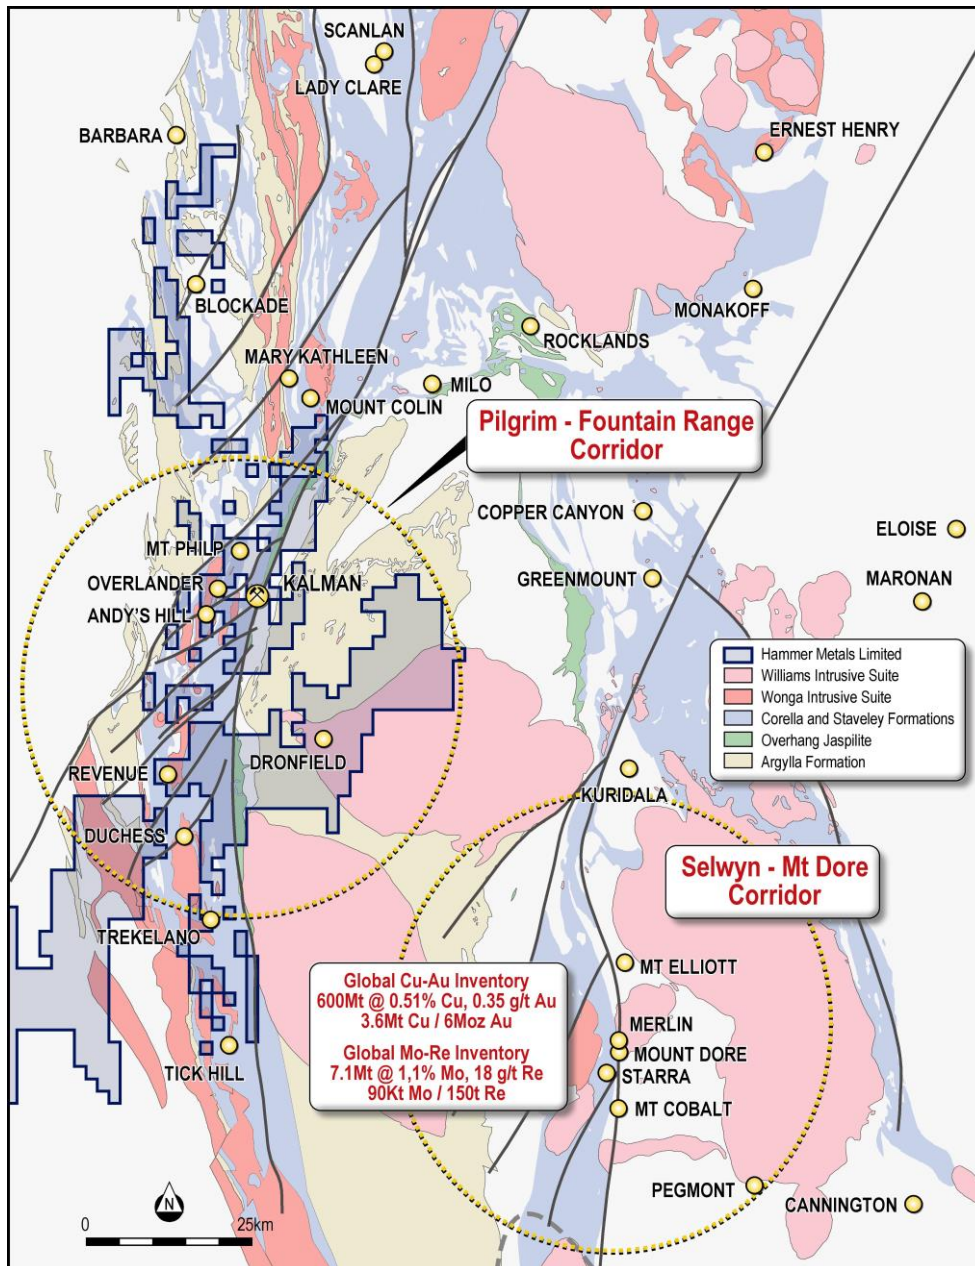 SCANLAN
LADY CLARE
BARBARA
ERNEST HENRY
BLOCKADE
MONAKOFF
ROCKLANDS
MARY KATHLEEN
MILO
MOUNT COLIN
Pilgrim - Fountain Range
Corridor
COPPER CANYON
ELOISE
MT PHILP
GREENMOUNT
OVERLANDER
KALMAN
MARONAN
ANDY'S HILL
Hammer Metals Limited
Williams Intrusive Suite
Wonga Intrusive Suite
Corella and Staveley Formations
Overhang Jaspilite
Argylla Formation
DRONFIELD
REVENUE
KURIDALA
DUCHESS
Selwyn - Mt Dore
Corridor
TREKELANO
MT ELLIOTT
Global Cu-Au Inventory
600Mt @ 0.51% Cu, 0.35 g/t Au
3.6Mt Cu / 6Moz Au
Global Mo-Re Inventory
7.1Mt @ 1,1% Mo, 18 g/t Re
90Kt Mo / 150t Re
MERLIN
MOUNT DORE
TICK HILL
STARRA
MT COBALT
PEGMONT
CANNINGTON
N
0
25km